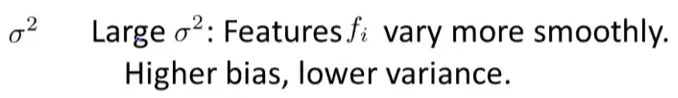 σ² Large σ²: Features fᵢ vary more smoothly.
Higher bias, lower variance.